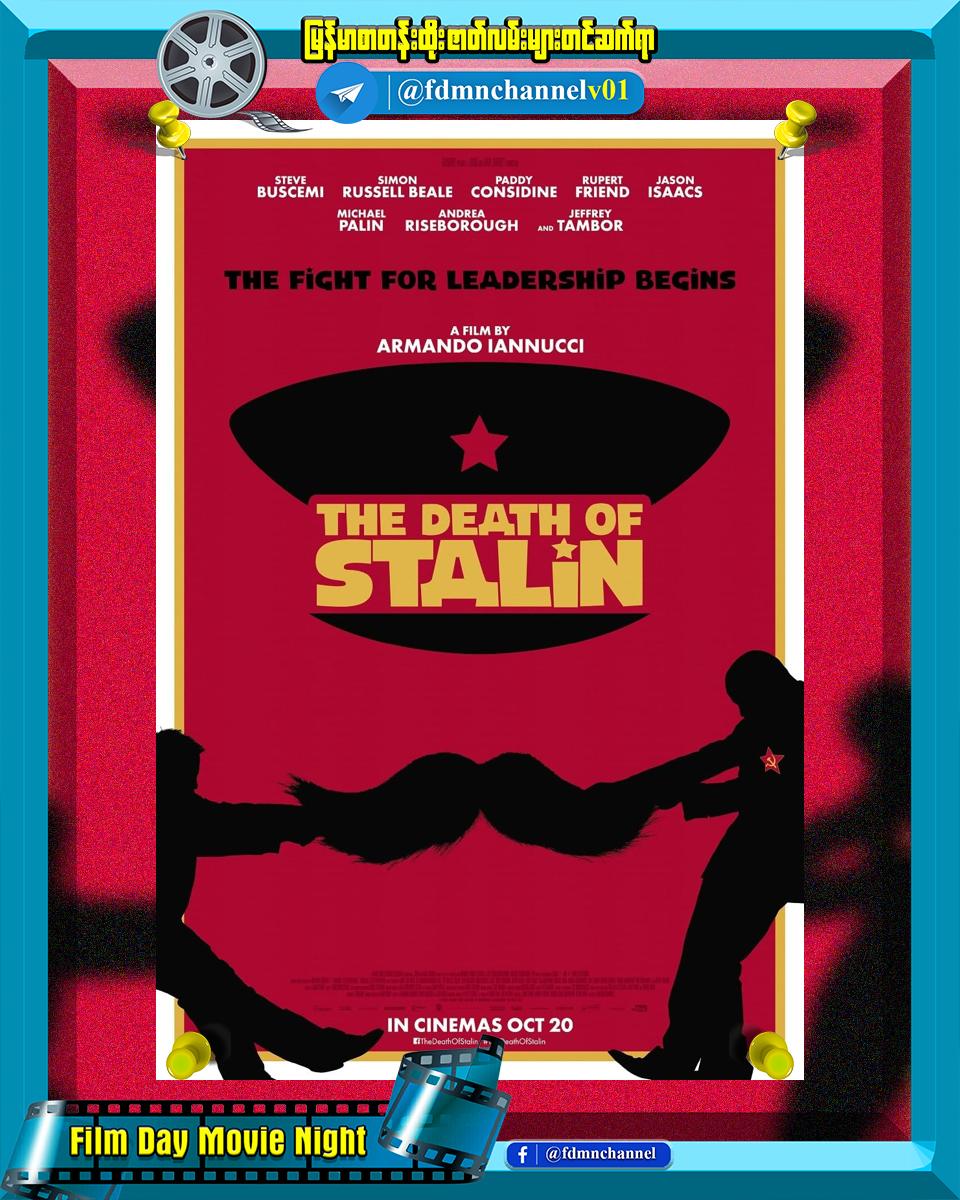 မြန်မာစာတန်းထိုးဇာတ်လမ်းများတင်ဆက်ရာ
@fdmnchannelv01
STEVE BUSCEMI SIMON RUSSELL BEALE PADDY CONSIDINE RUPERT FRIEND JASON ISAACS
MICHAEL PALIN ANDREA RISEBOROUGH AND JEFFREY TAMBOR
THE FiGHT FOR LEADERSHiP BEGiNS
A FILM BY
ARMANDO IANNUCCI
THE DEATH OF
STALiN
IN CINEMAS OCT 20
TheDeathOfStalin
Film Day Movie Night
@fdmnchannel